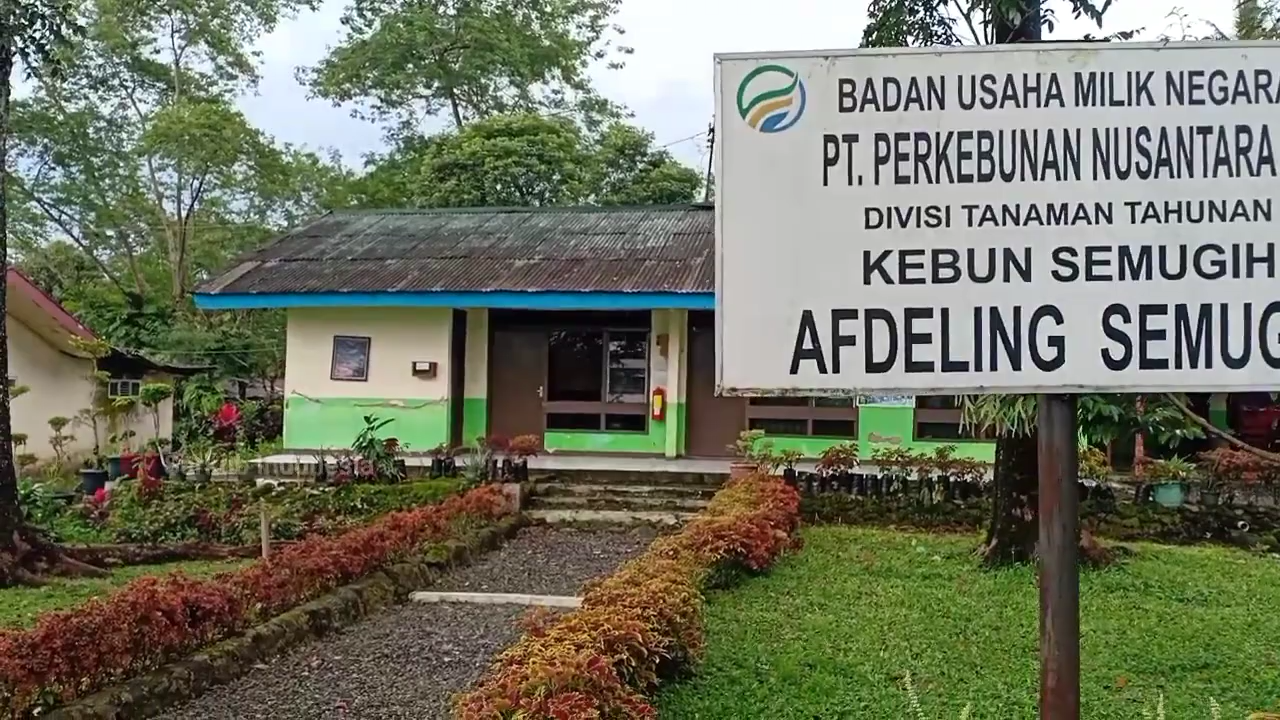 BADAN USAHA MILIK NEGARA
PT. PERKEBUNAN NUSANTARA
DIVISI TANAMAN TAHUNAN
KEBUN SEMUGIH
AFDELING SEMUG